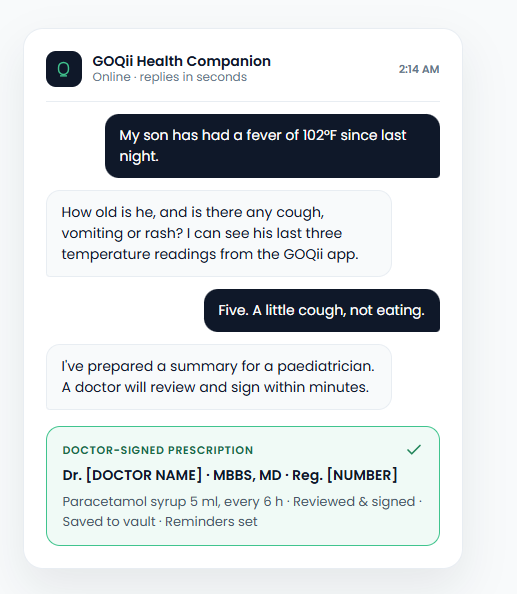 GOQii Health Companion
Online · replies in seconds
2:14 AM
My son has had a fever of 102°F since last
night.
How old is he, and is there any cough,
vomiting or rash? I can see his last three
temperature readings from the GOQii app.
Five. A little cough, not eating.
I've prepared a summary for a paediatrician.
A doctor will review and sign within minutes.
DOCTOR-SIGNED PRESCRIPTION
Dr. [DOCTOR NAME] · MBBS, MD · Reg. [NUMBER]
Paracetamol syrup 5 ml, every 6 h · Reviewed & signed ·
Saved to vault · Reminders set